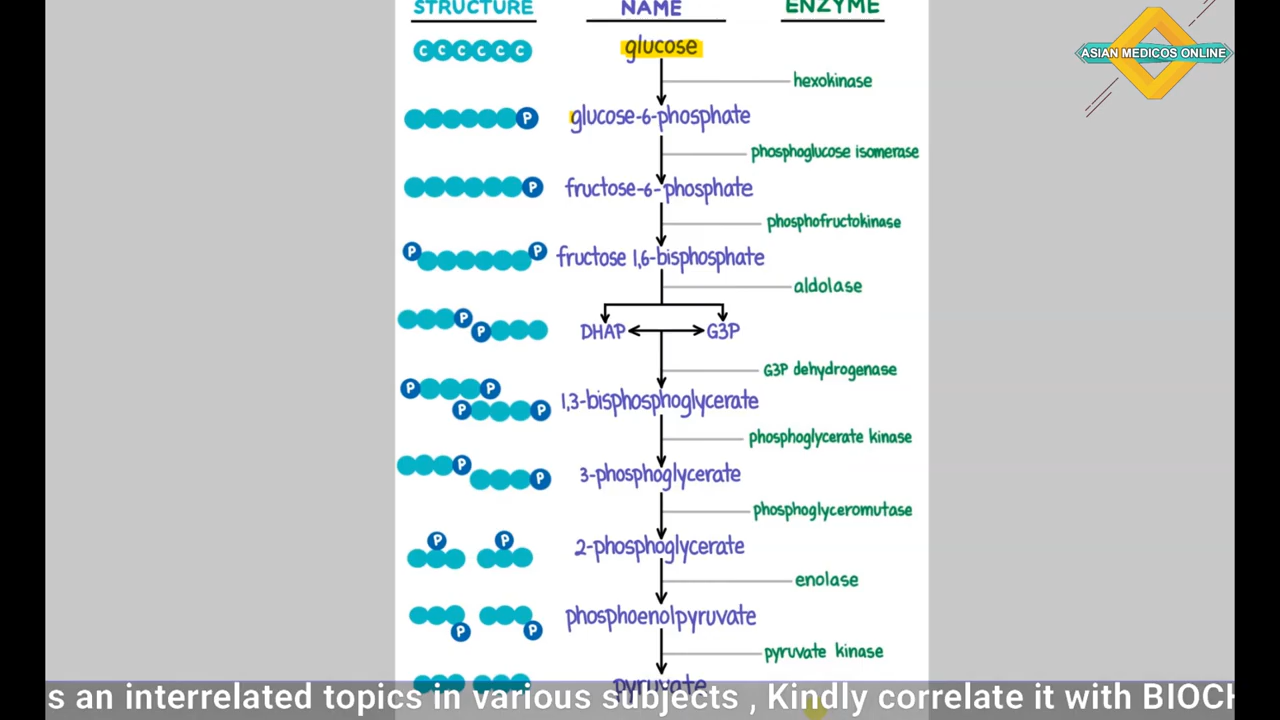 STRUCTURE NAME ENZYME
ASIAN MEDICOS ONLINE
C C C C C C glucose
hexokinase
P glucose-6-phosphate
phosphoglucose isomerase
P fructose-6-phosphate
phosphofructokinase
P P fructose 1,6-bisphosphate
aldolase
P P DHAP G3P
G3P dehydrogenase
P P P P 1,3-bisphosphoglycerate
phosphoglycerate kinase
P P 3-phosphoglycerate
phosphoglyceromutase
P P 2-phosphoglycerate
enolase
P P phosphoenolpyruvate
pyruvate kinase
pyruvate
s an interrelated topics in various subjects , Kindly correlate it with BIOCH